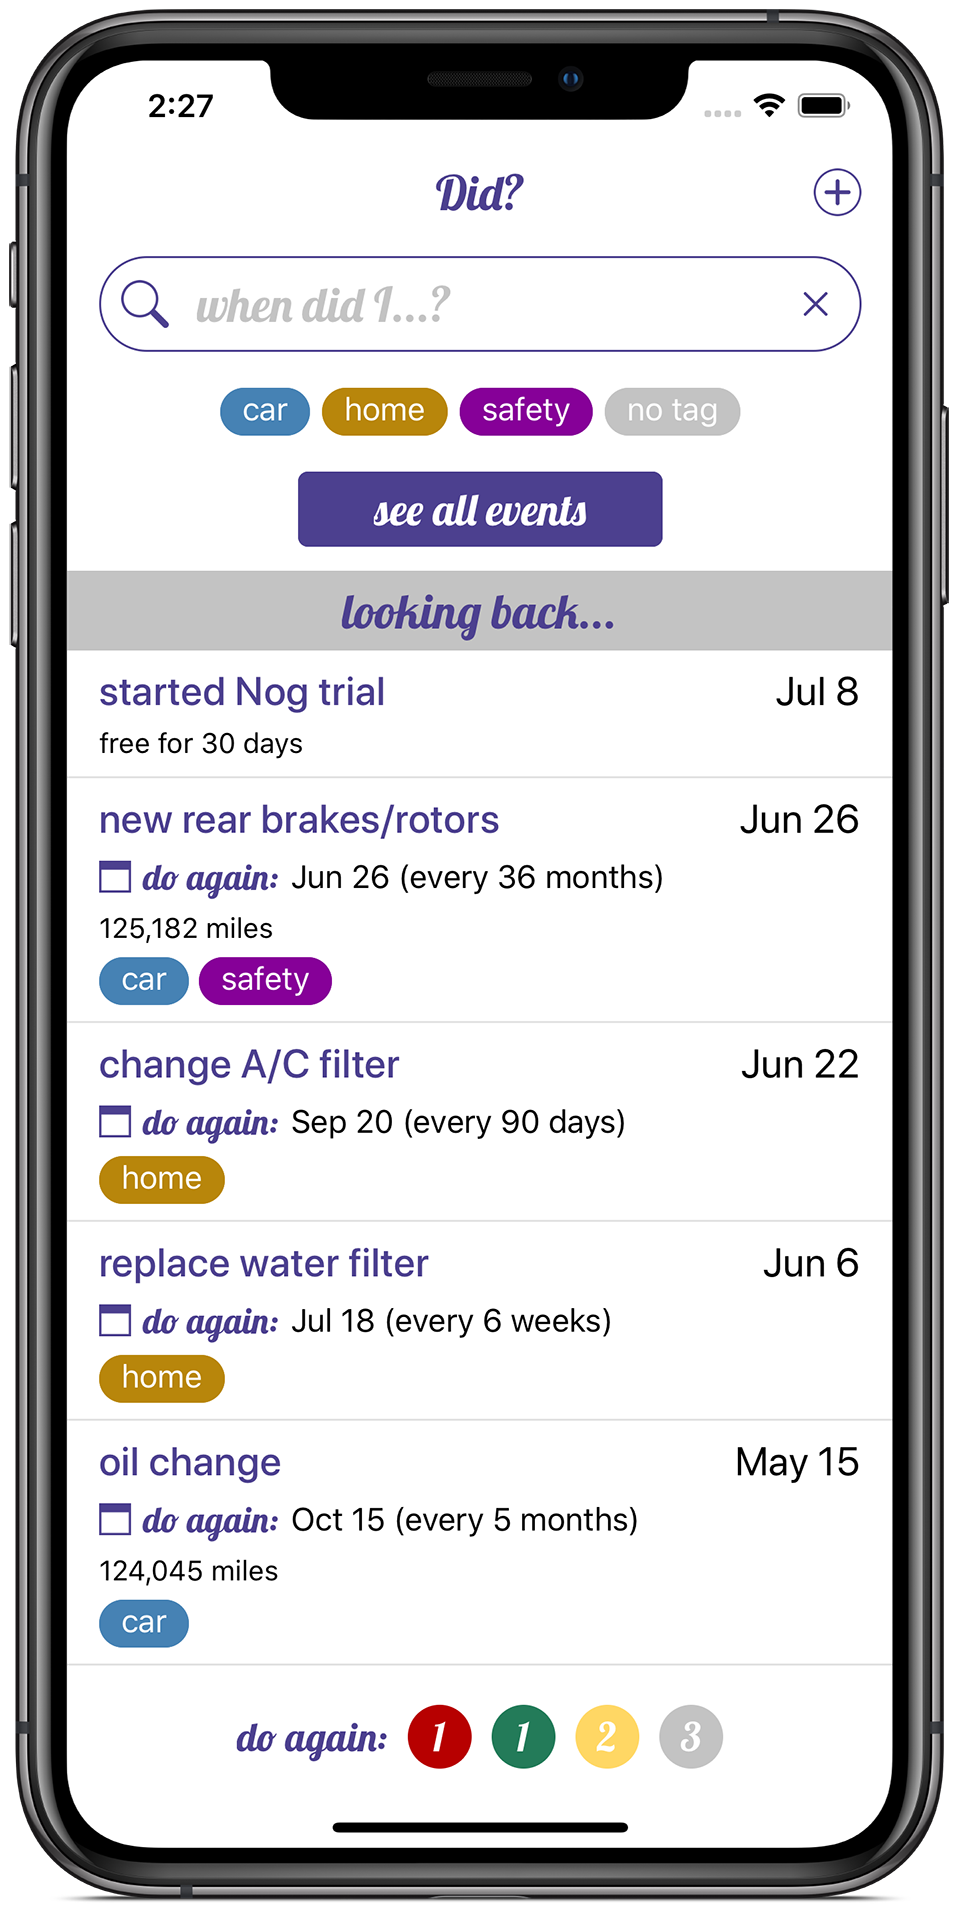 2:27
Did?
when did I...?
car home safety no tag
see all events
looking back...
started Nog trial Jul 8
free for 30 days
new rear brakes/rotors Jun 26
do again: Jun 26 (every 36 months)
125,182 miles
car safety
change A/C filter Jun 22
do again: Sep 20 (every 90 days)
home
replace water filter Jun 6
do again: Jul 18 (every 6 weeks)
home
oil change May 15
do again: Oct 15 (every 5 months)
124,045 miles
car
do again: 1 1 2 3